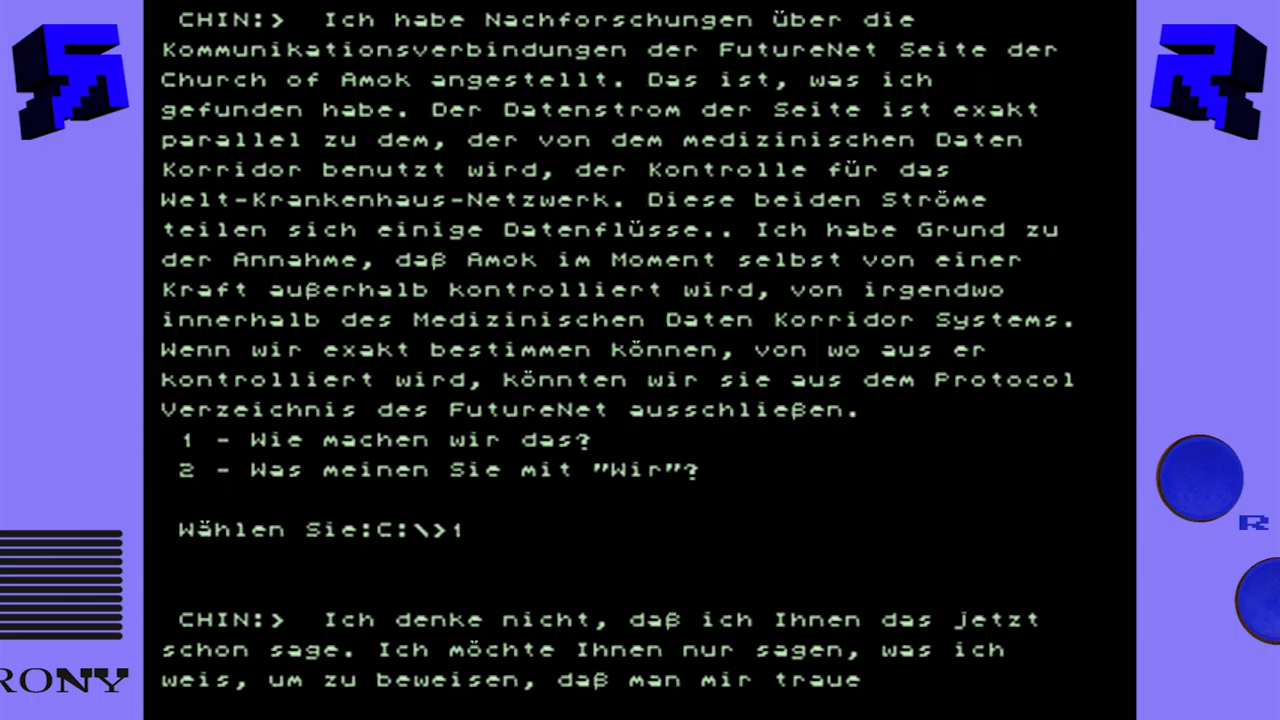 CHIN:> Ich habe Nachforschungen über die
Kommunikationsverbindungen der FutureNet Seite der
Church of Amok angestellt. Das ist, was ich
gefunden habe. Der Datenstrom der Seite ist exakt
parallel zu dem, der von dem medizinischen Daten
Korridor benutzt wird, der Kontrolle für das
Welt-Krankenhaus-Netzwerk. Diese beiden Ströme
teilen sich einige Datenflüsse.. Ich habe Grund zu
der Annahme, daß Amok im Moment selbst von einer
Kraft außerhalb kontrolliert wird, von irgendwo
innerhalb des Medizinischen Daten Korridor Systems.
Wenn wir exakt bestimmen können, von wo aus er
kontrolliert wird, könnten wir sie aus dem Protocol
Verzeichnis des FutureNet ausschließen.
1 - Wie machen wir das?
2 - Was meinen Sie mit "Wir"?
Wählen Sie:C:\>1
R
CHIN:> Ich denke nicht, daß ich Ihnen das jetzt
schon sage. Ich möchte Ihnen nur sagen, was ich
weis, um zu beweisen, daß man mir traue
RONY